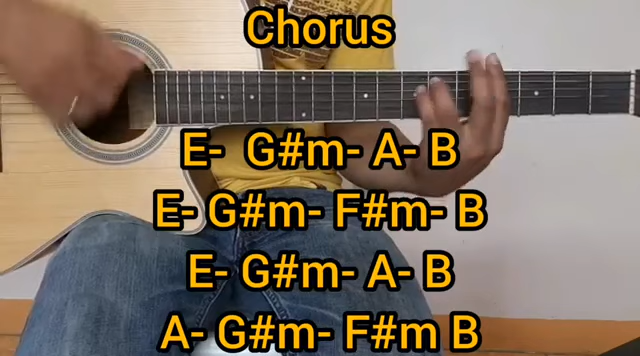 Chorus
E- G#m- A- B
E- G#m- F#m- B
E- G#m- A- B
A- G#m- F#m B